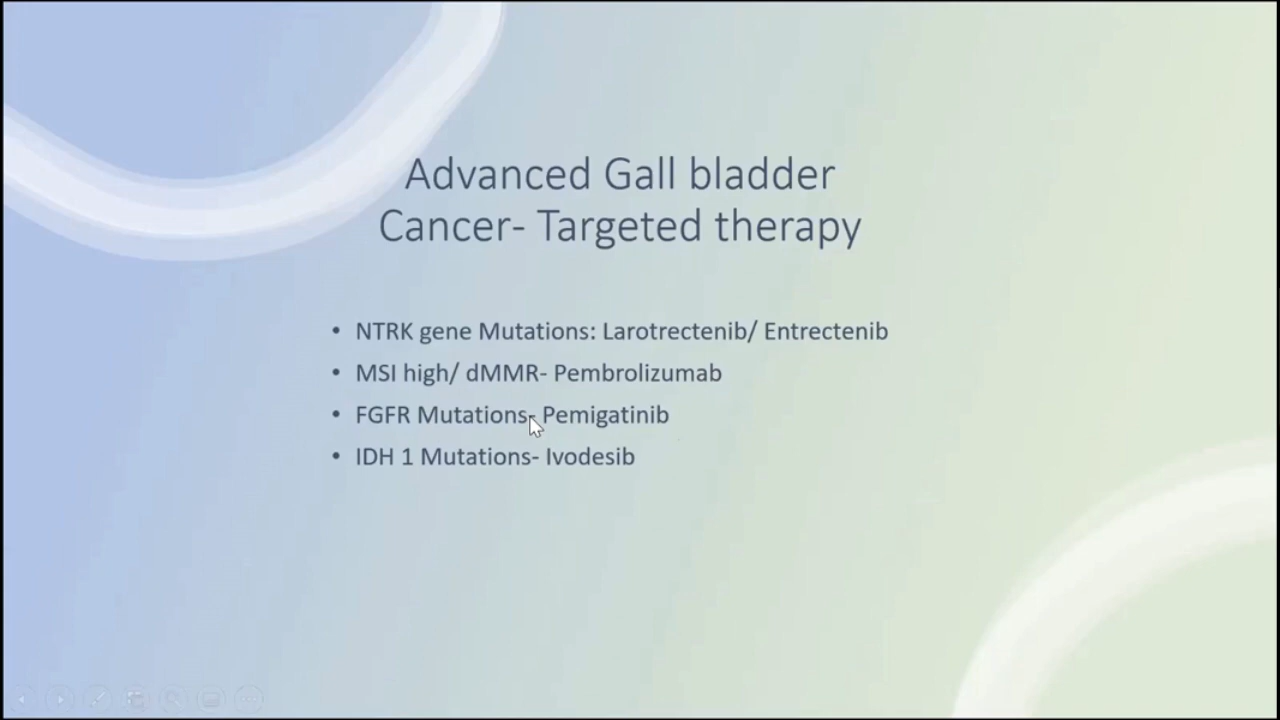 Advanced Gall bladder
Cancer- Targeted therapy
• NTRK gene Mutations: Larotrectenib/ Entrectenib
• MSI high/ dMMR- Pembrolizumab
• FGFR Mutations- Pemigatinib
• IDH 1 Mutations- Ivodesib